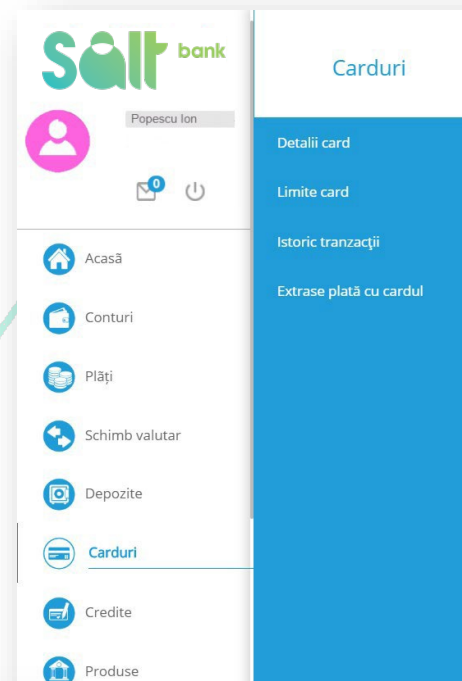 salt bank
Popescu Ion
0
Acasă
Conturi
Plăți
Schimb valutar
Depozite
Carduri
Credite
Produse
Carduri
Detalii card
Limite card
Istoric tranzacţii
Extrase plată cu cardul